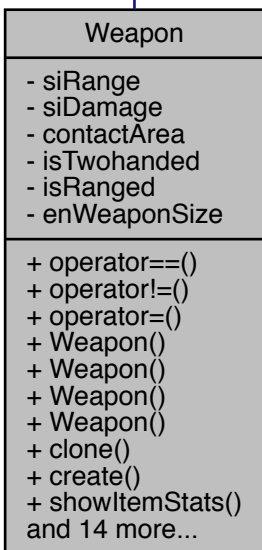 Weapon
- siRange
- siDamage
- contactArea
- isTwohanded
- isRanged
- enWeaponSize
+ operator==()
+ operator!=()
+ operator=()
+ Weapon()
+ Weapon()
+ Weapon()
+ Weapon()
+ clone()
+ create()
+ showItemStats()
and 14 more...